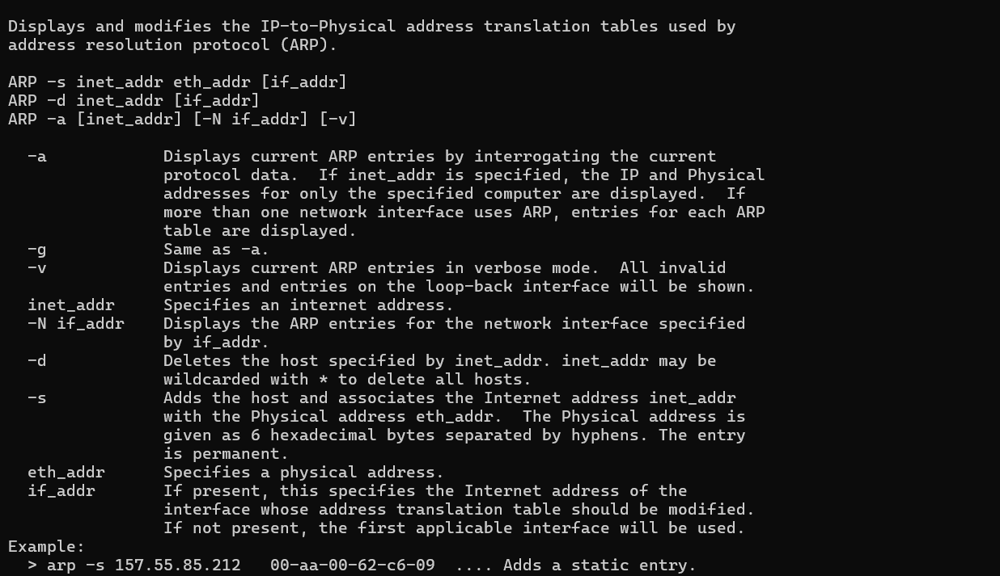 Displays and modifies the IP-to-Physical address translation tables used by
address resolution protocol (ARP).

ARP -s inet_addr eth_addr [if_addr]
ARP -d inet_addr [if_addr]
ARP -a [inet_addr] [-N if_addr] [-v]

  -a            Displays current ARP entries by interrogating the current
                protocol data.  If inet_addr is specified, the IP and Physical
                addresses for only the specified computer are displayed.  If
                more than one network interface uses ARP, entries for each ARP
                table are displayed.
  -g            Same as -a.
  -v            Displays current ARP entries in verbose mode.  All invalid
                entries and entries on the loop-back interface will be shown.
  inet_addr     Specifies an internet address.
  -N if_addr    Displays the ARP entries for the network interface specified
                by if_addr.
  -d            Deletes the host specified by inet_addr. inet_addr may be
                wildcarded with * to delete all hosts.
  -s            Adds the host and associates the Internet address inet_addr
                with the Physical address eth_addr.  The Physical address is
                given as 6 hexadecimal bytes separated by hyphens. The entry
                is permanent.
  eth_addr      Specifies a physical address.
  if_addr       If present, this specifies the Internet address of the
                interface whose address translation table should be modified.
                If not present, the first applicable interface will be used.
Example:
  > arp -s 157.55.85.212   00-aa-00-62-c6-09  .... Adds a static entry.